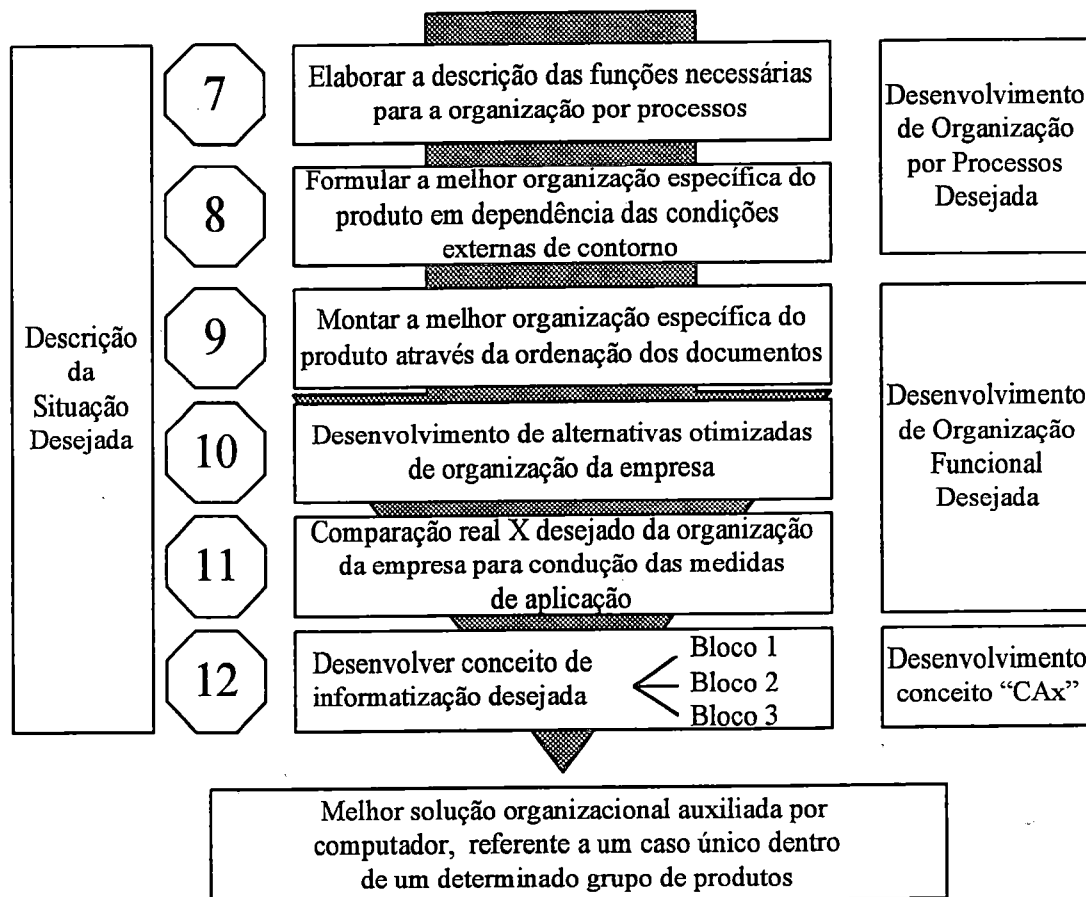 Descrição
da
Situação
Desejada
7
Elaborar a descrição das funções necessárias
para a organização por processos
8
Formular a melhor organização específica do
produto em dependência das condições
externas de contorno
Desenvolvimento
de Organização
por Processos
Desejada
9
Montar a melhor organização específica do
produto através da ordenação dos documentos
10
Desenvolvimento de alternativas otimizadas
de organização da empresa
11
Comparação real X desejado da organização
da empresa para condução das medidas
de aplicação
Desenvolvimento
de Organização
Funcional
Desejada
12
Desenvolver conceito de
informatização desejada
Bloco 1
Bloco 2
Bloco 3
Desenvolvimento
conceito “CAx”
Melhor solução organizacional auxiliada por
computador, referente a um caso único dentro
de um determinado grupo de produtos